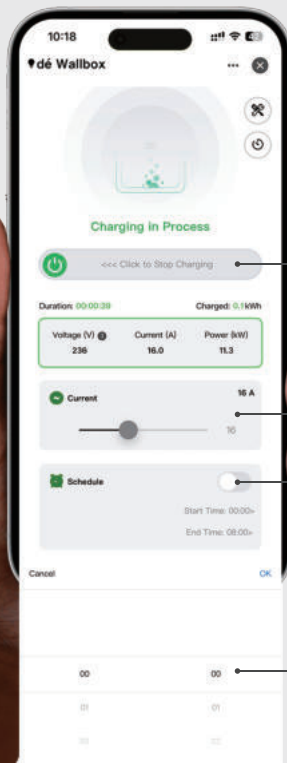 10:18
dé Wallbox
Charging in Process
<<< Click to Stop Charging
Duration: 00:00:39 Charged: 0.1kWh
Voltage (V) Current (A) Power (kW)
236 16.0 11.3
Current 16 A
16
Schedule
Start Time: 00:00>
End Time: 08:00>
Cancel OK
00 00
01 01